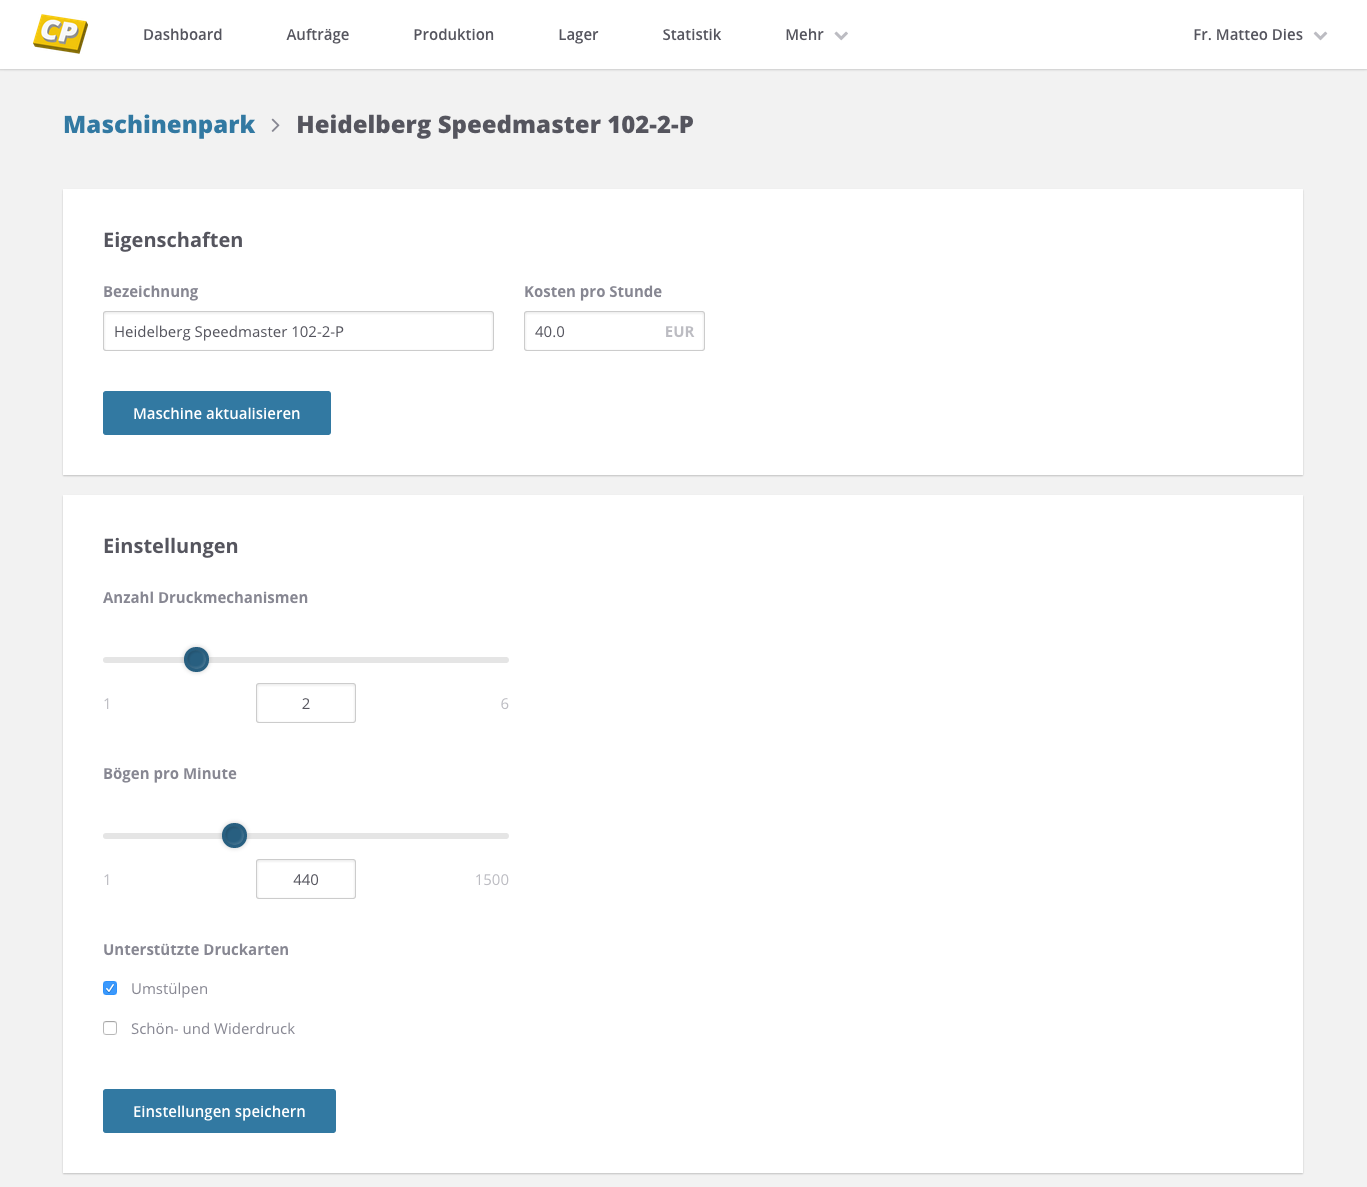 CP Dashboard Aufträge Produktion Lager Statistik Mehr Fr. Matteo Dies
Maschinenpark > Heidelberg Speedmaster 102-2-P
Eigenschaften
Bezeichnung Kosten pro Stunde
Heidelberg Speedmaster 102-2-P 40.0 EUR
Maschine aktualisieren
Einstellungen
Anzahl Druckmechanismen
1 2 6
Bögen pro Minute
1 440 1500
Unterstützte Druckarten
Umstülpen
Schön- und Widerdruck
Einstellungen speichern